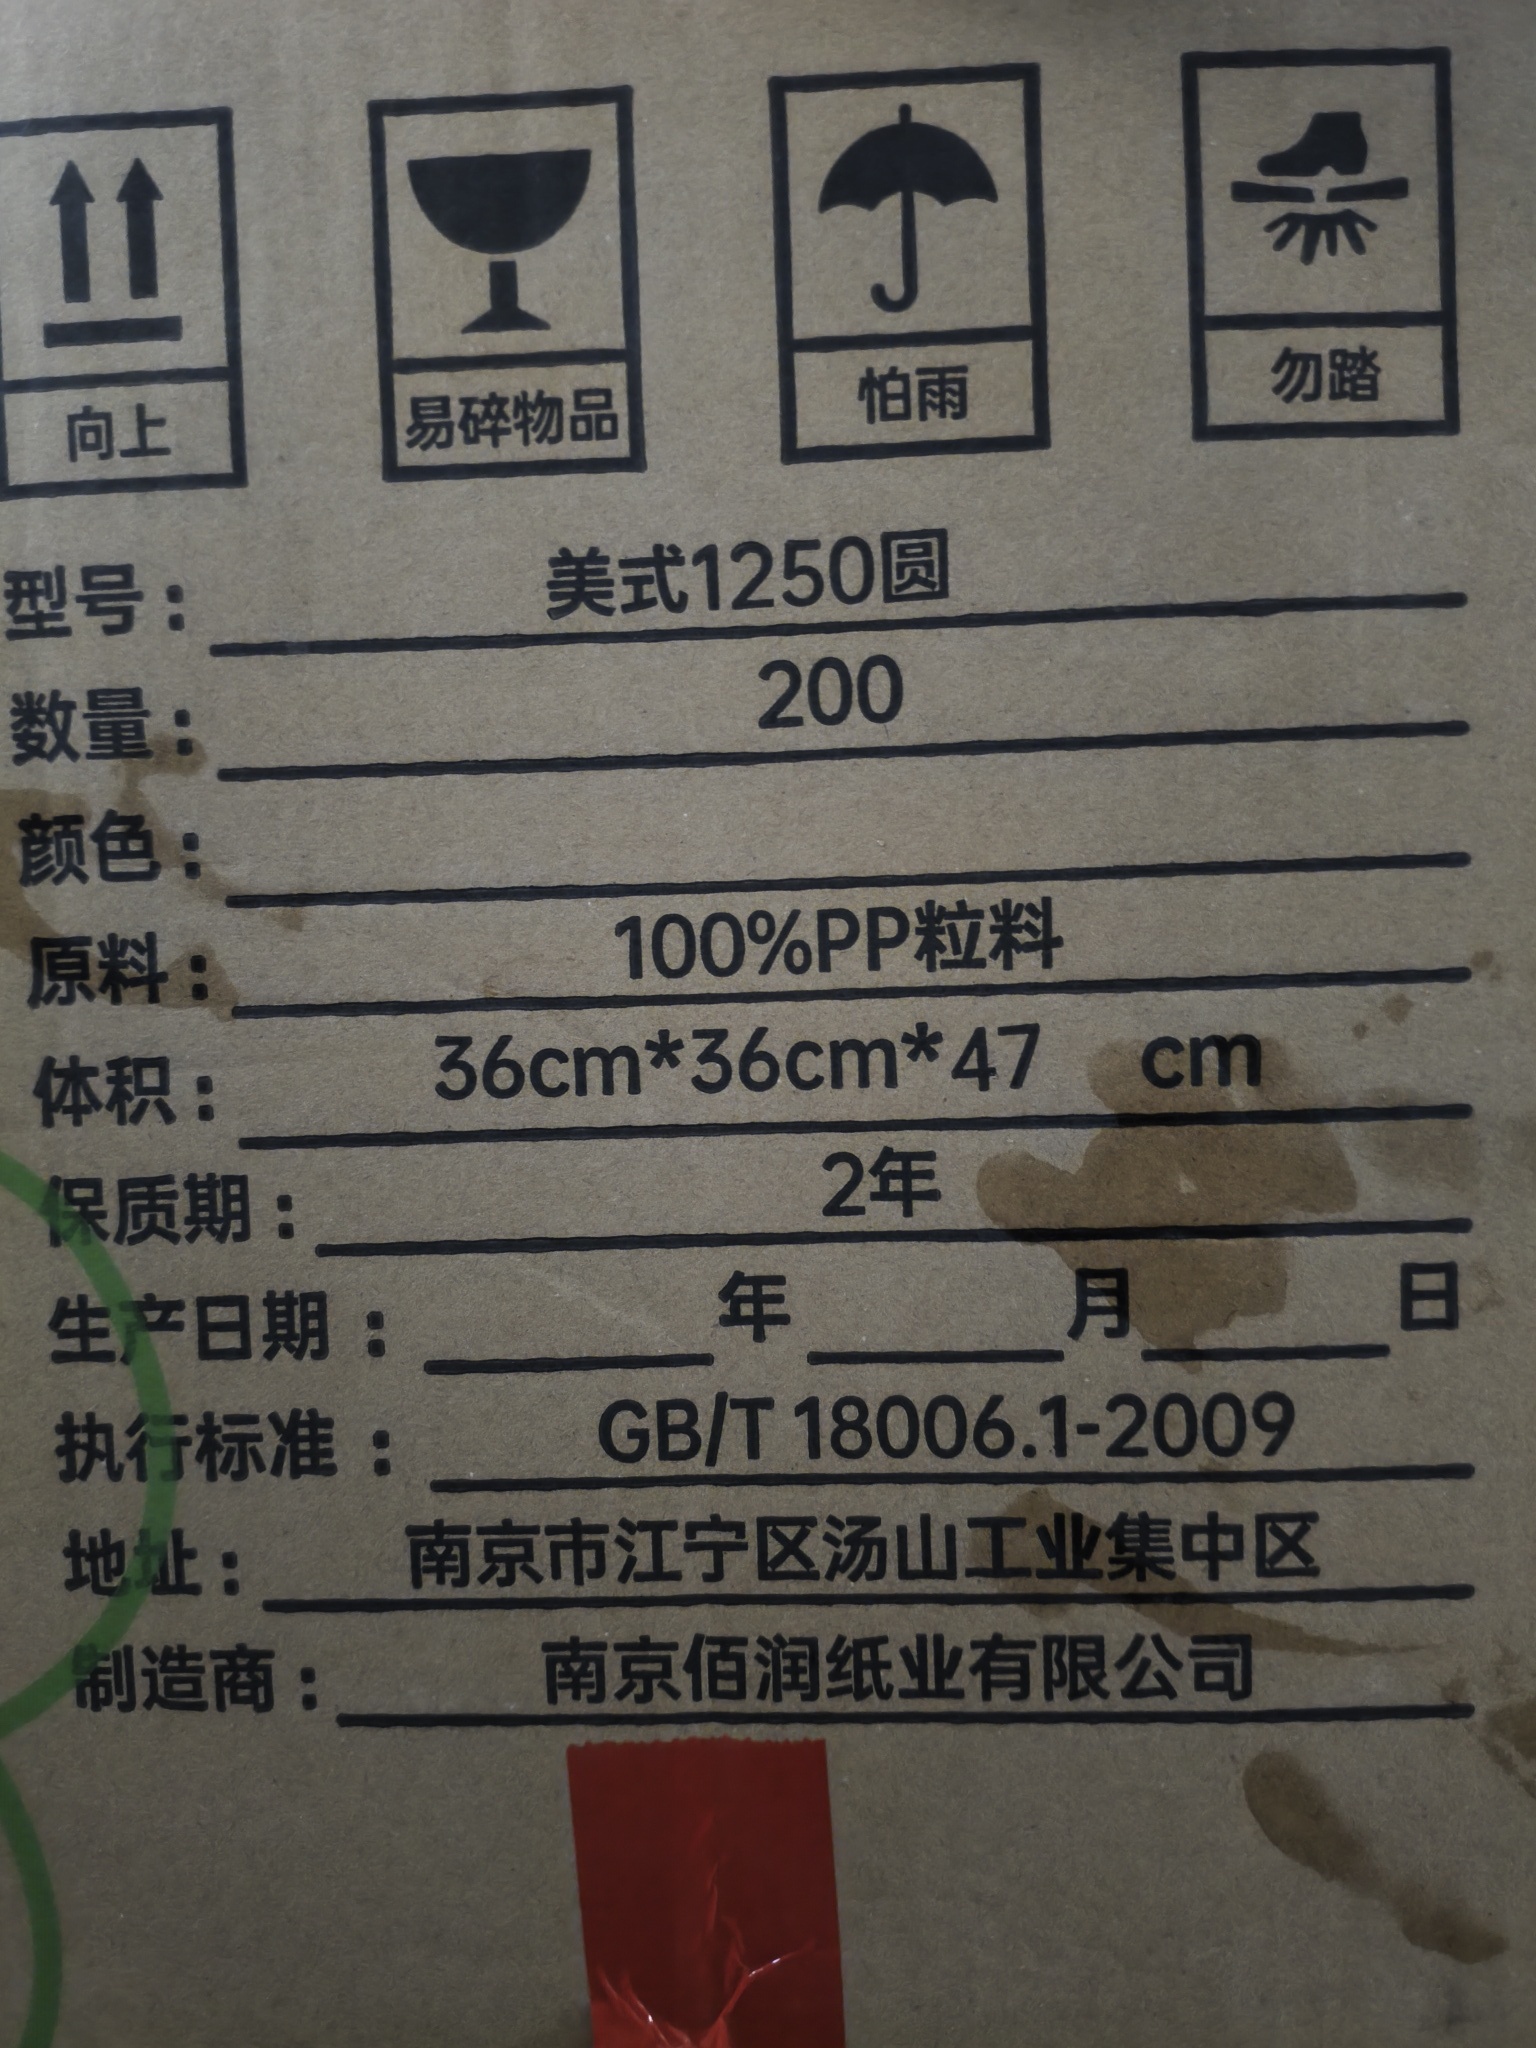 向上 易碎物品 怕雨 勿踏
型号： 美式1250圆
数量： 200
颜色：
原料： 100%PP粒料
体积： 36cm*36cm*47 cm
保质期： 2年
生产日期： 年 月 日
执行标准： GB/T 18006.1-2009
地址： 南京市江宁区汤山工业集中区
制造商： 南京佰润纸业有限公司